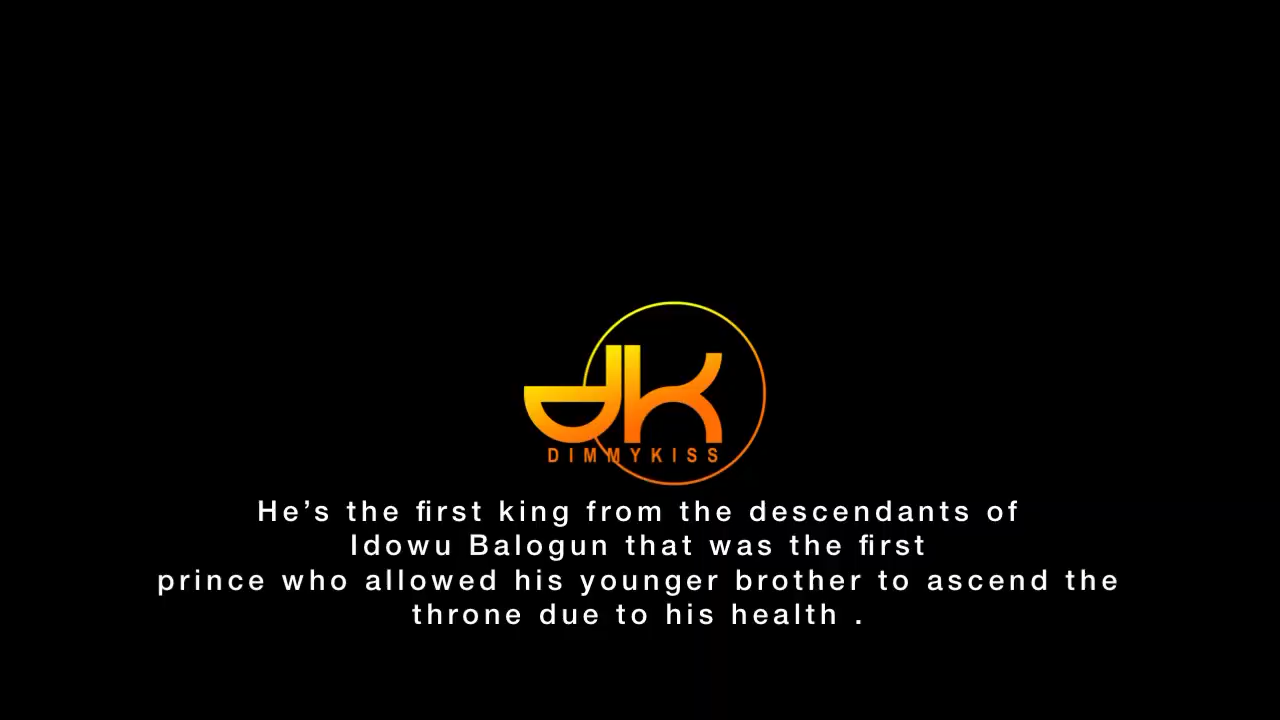 dk
DIMMYKISS
He’s the first king from the descendants of
Idowu Balogun that was the first
prince who allowed his younger brother to ascend the
throne due to his health .